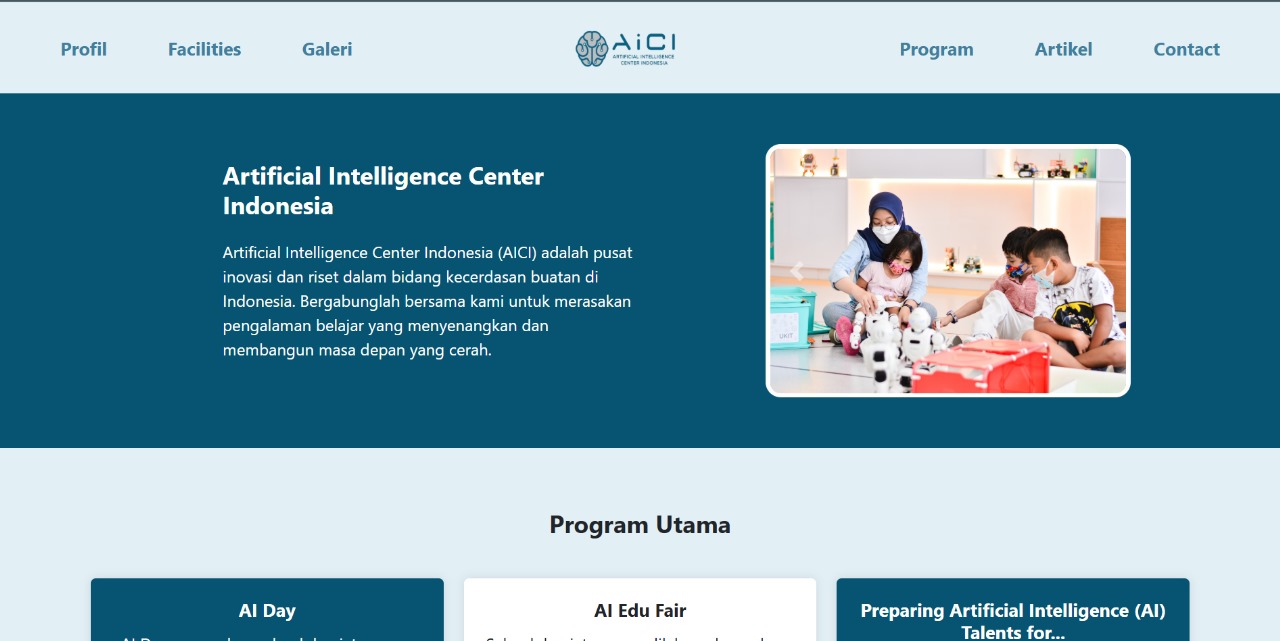 Profil
Facilities
Galeri
AiCI
ARTIFICIAL INTELLIGENCE
CENTER INDONESIA
Program
Artikel
Contact
Artificial Intelligence Center
Indonesia
Artificial Intelligence Center Indonesia (AICI) adalah pusat
inovasi dan riset dalam bidang kecerdasan buatan di
Indonesia. Bergabunglah bersama kami untuk merasakan
pengalaman belajar yang menyenangkan dan
membangun masa depan yang cerah.
UKIT
Program Utama
AI Day
AI Edu Fair
Preparing Artificial Intelligence (AI)
Talents for...